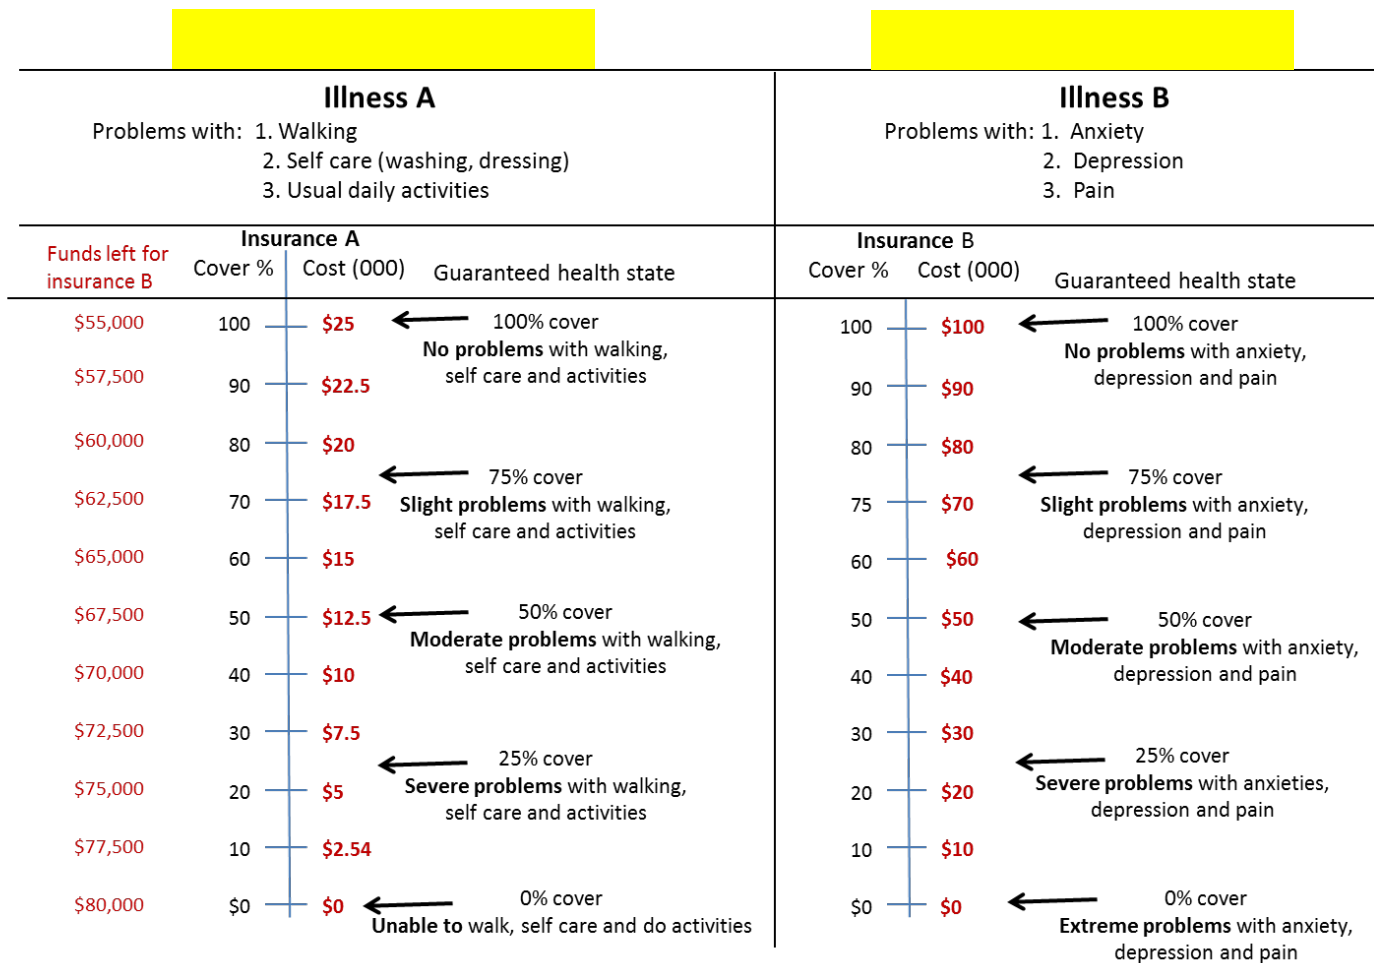 Illness A
Problems with: 1. Walking
2. Self care (washing, dressing)
3. Usual daily activities
Illness B
Problems with: 1. Anxiety
2. Depression
3. Pain
Funds left for
insurance B
Insurance A
Cover % Cost (000) Guaranteed health state
$55,000 100 $25 100% cover
No problems with walking,
$57,500 90 $22.5 self care and activities
$60,000 80 $20
75% cover
$62,500 70 $17.5 Slight problems with walking,
self care and activities
$65,000 60 $15
$67,500 50 $12.5 50% cover
Moderate problems with walking,
$70,000 40 $10 self care and activities
$72,500 30 $7.5
25% cover
$75,000 20 $5 Severe problems with walking,
self care and activities
$77,500 10 $2.54
$80,000 $0 $0 0% cover
Unable to walk, self care and do activities
Insurance B
Cover % Cost (000) Guaranteed health state
100 $100 100% cover
No problems with anxiety,
90 $90 depression and pain
80 $80
75% cover
75 $70 Slight problems with anxiety,
depression and pain
60 $60
50 $50 50% cover
Moderate problems with anxiety,
40 $40 depression and pain
30 $30
25% cover
20 $20 Severe problems with anxieties,
depression and pain
10 $10
$0 $0 0% cover
Extreme problems with anxiety,
depression and pain